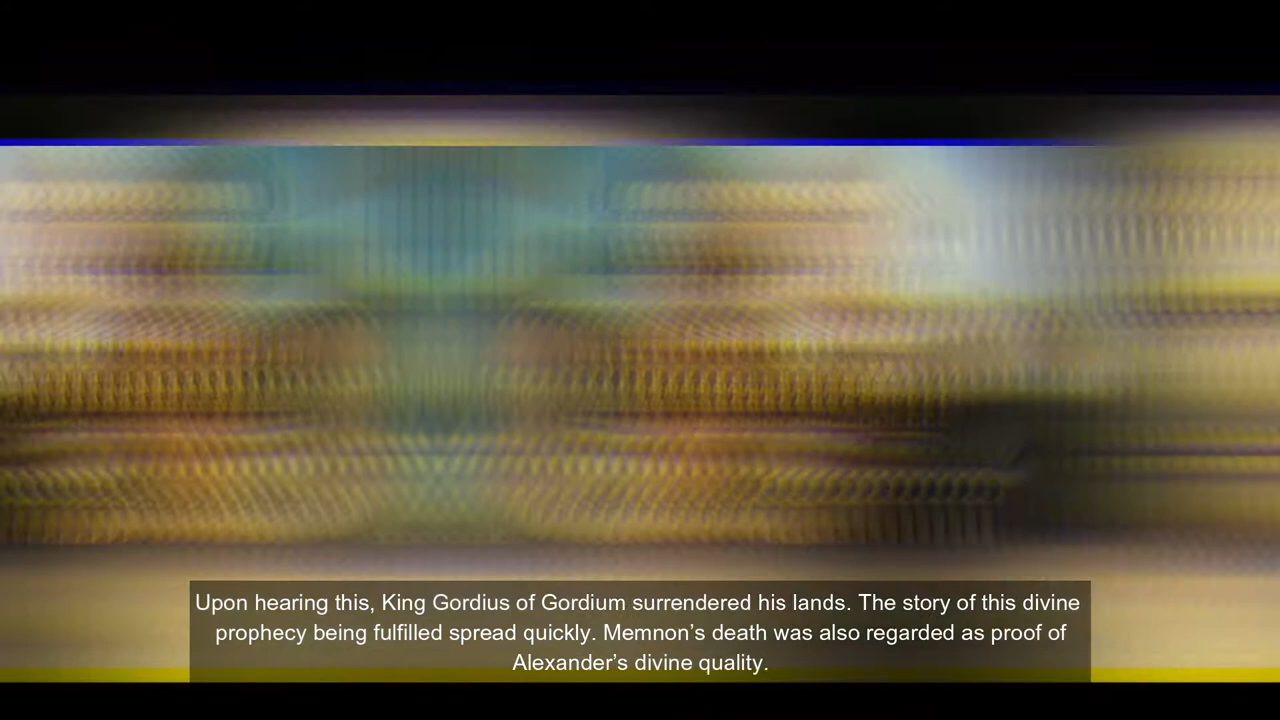 Upon hearing this, King Gordius of Gordium surrendered his lands. The story of this divine
prophecy being fulfilled spread quickly. Memnon’s death was also regarded as proof of
Alexander’s divine quality.